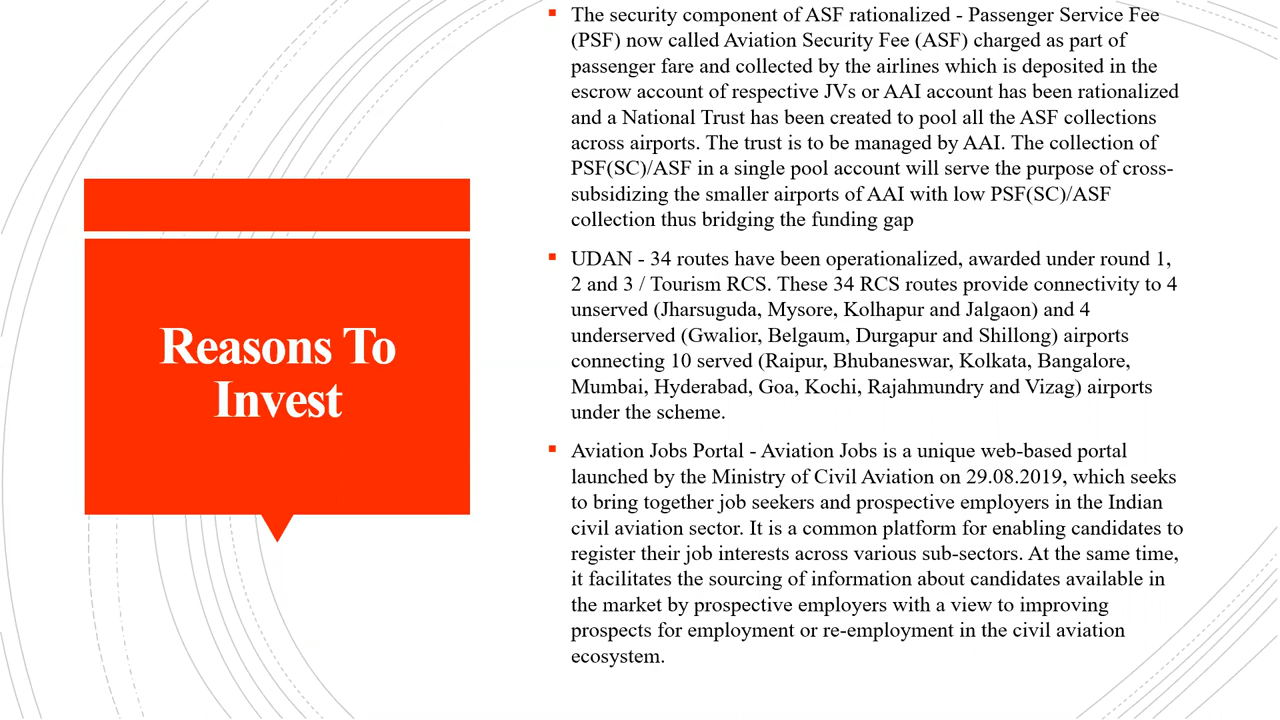 Reasons To
Invest
The security component of ASF rationalized - Passenger Service Fee
(PSF) now called Aviation Security Fee (ASF) charged as part of
passenger fare and collected by the airlines which is deposited in the
escrow account of respective JVs or AAI account has been rationalized
and a National Trust has been created to pool all the ASF collections
across airports. The trust is to be managed by AAI. The collection of
PSF(SC)/ASF in a single pool account will serve the purpose of cross-
subsidizing the smaller airports of AAI with low PSF(SC)/ASF
collection thus bridging the funding gap
UDAN - 34 routes have been operationalized, awarded under round 1,
2 and 3 / Tourism RCS. These 34 RCS routes provide connectivity to 4
unserved (Jharsuguda, Mysore, Kolhapur and Jalgaon) and 4
underserved (Gwalior, Belgaum, Durgapur and Shillong) airports
connecting 10 served (Raipur, Bhubaneswar, Kolkata, Bangalore,
Mumbai, Hyderabad, Goa, Kochi, Rajahmundry and Vizag) airports
under the scheme.
Aviation Jobs Portal - Aviation Jobs is a unique web-based portal
launched by the Ministry of Civil Aviation on 29.08.2019, which seeks
to bring together job seekers and prospective employers in the Indian
civil aviation sector. It is a common platform for enabling candidates to
register their job interests across various sub-sectors. At the same time,
it facilitates the sourcing of information about candidates available in
the market by prospective employers with a view to improving
prospects for employment or re-employment in the civil aviation
ecosystem.